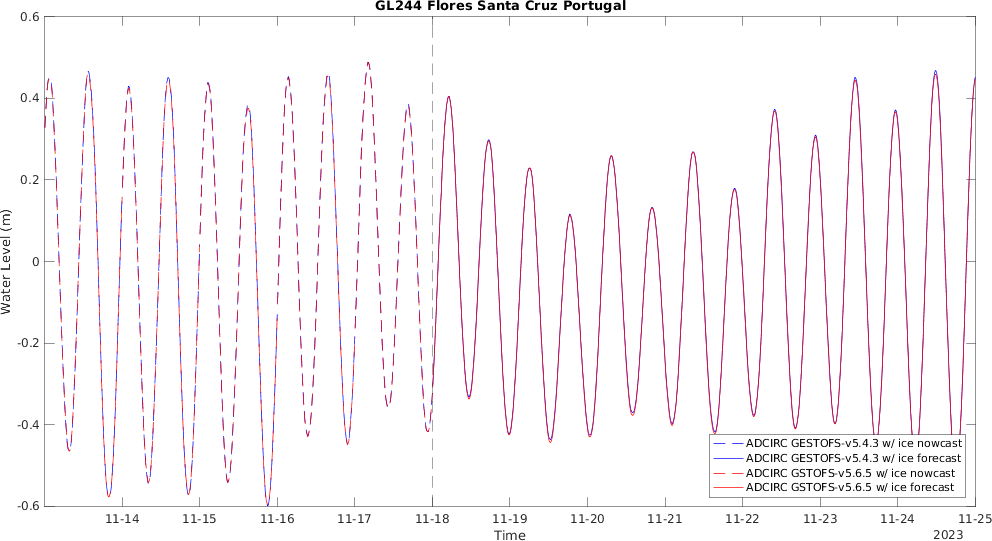 GL244 Flores Santa Cruz Portugal
0.6
0.4
0.2
0
-0.2
-0.4
-0.6
Water Level (m)
11-14
11-15
11-16
11-17
11-18
11-19
11-20
11-21
11-22
11-23
11-24
11-25
Time
2023
ADCIRC GESTOFS-v5.4.3 w/ ice nowcast
ADCIRC GESTOFS-v5.4.3 w/ ice forecast
ADCIRC GSTOFS-v5.6.5 w/ ice nowcast
ADCIRC GSTOFS-v5.6.5 w/ ice forecast